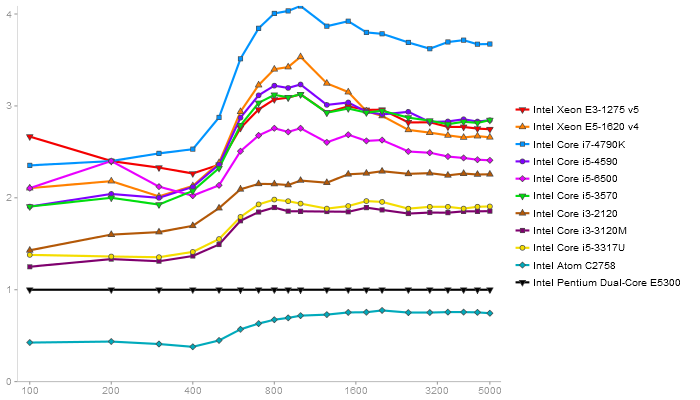 4
3
2
1
0
100
200
400
800
1600
3200
5000
Intel Xeon E3-1275 v5
Intel Xeon E5-1620 v4
Intel Core i7-4790K
Intel Core i5-4590
Intel Core i5-6500
Intel Core i5-3570
Intel Core i3-2120
Intel Core i3-3120M
Intel Core i5-3317U
Intel Atom C2758
Intel Pentium Dual-Core E5300